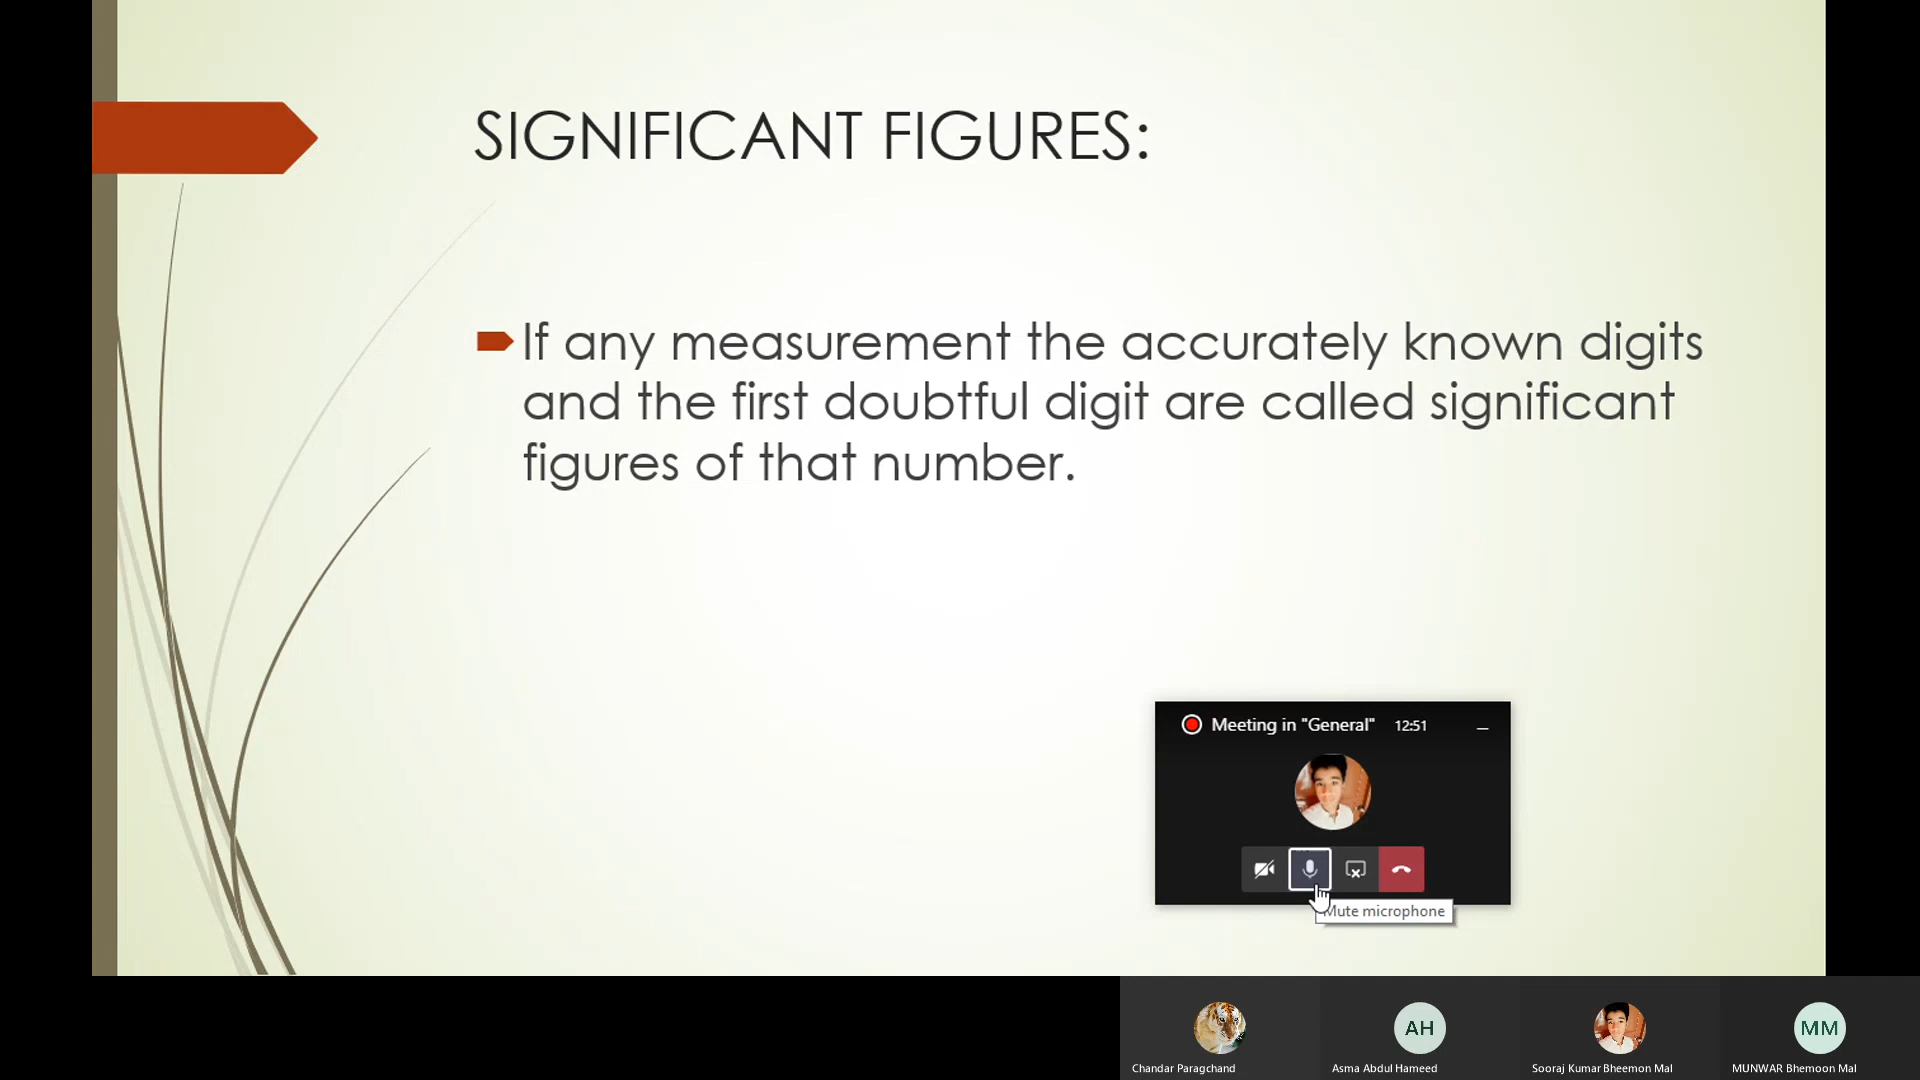 SIGNIFICANT FIGURES:
If any measurement the accurately known digits
and the first doubtful digit are called significant
figures of that number.
Meeting in "General" 12:51
Mute microphone
AH
MM
Chandar Paragchand
Asma Abdul Hameed
Sooraj Kumar Bheemon Mal
MUNWAR Bhemoon Mal